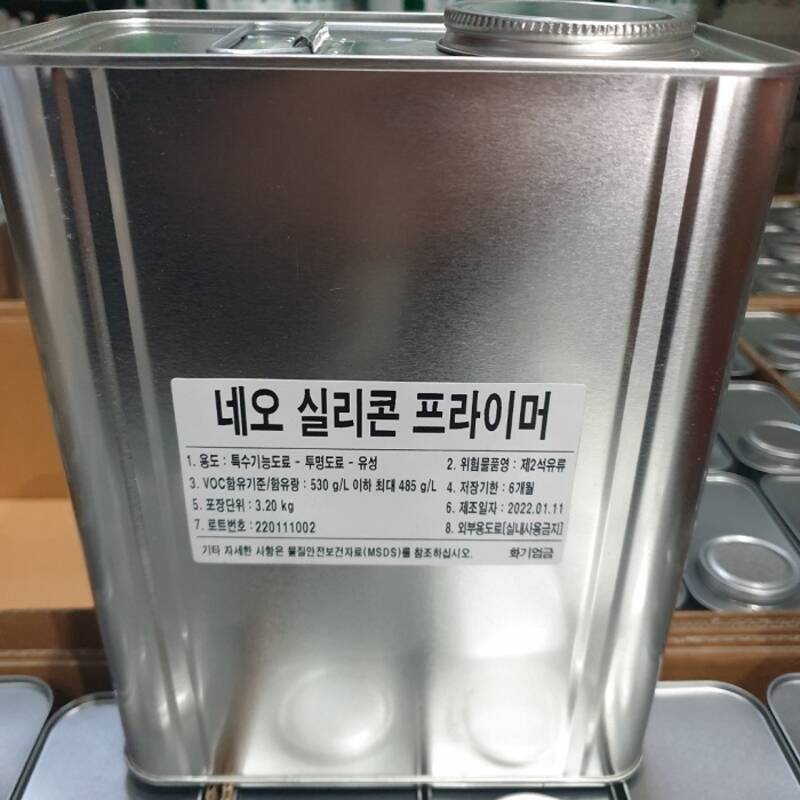 네오 실리콘 프라이머
1. 용도 : 특수기능도료 - 투명도료 - 유성 2. 위험물품명 : 제2석유류
3. VOC함유기준/함유량 : 530 g/L 이하 최대 485 g/L 4. 저장기한 : 6개월
5. 포장단위 : 3.20 kg 6. 제조일자 : 2022.01.11
7. 로트번호 : 220111002 8. 외부용도료[실내사용금지]
기타 자세한 사항은 물질안전보건자료(MSDS)를 참조하십시오. 화기엄금